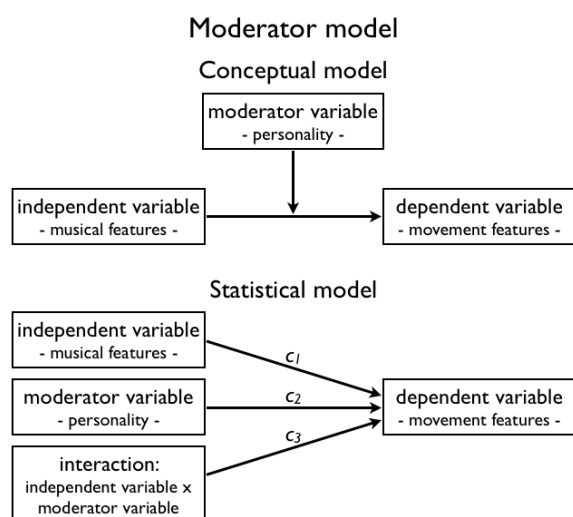 Moderator model
Conceptual model
moderator variable
- personality -
independent variable
- musical features -
dependent variable
- movement features -
Statistical model
independent variable
- musical features -
c1
moderator variable
- personality -
c2
dependent variable
- movement features -
c3
interaction:
independent variable x
moderator variable